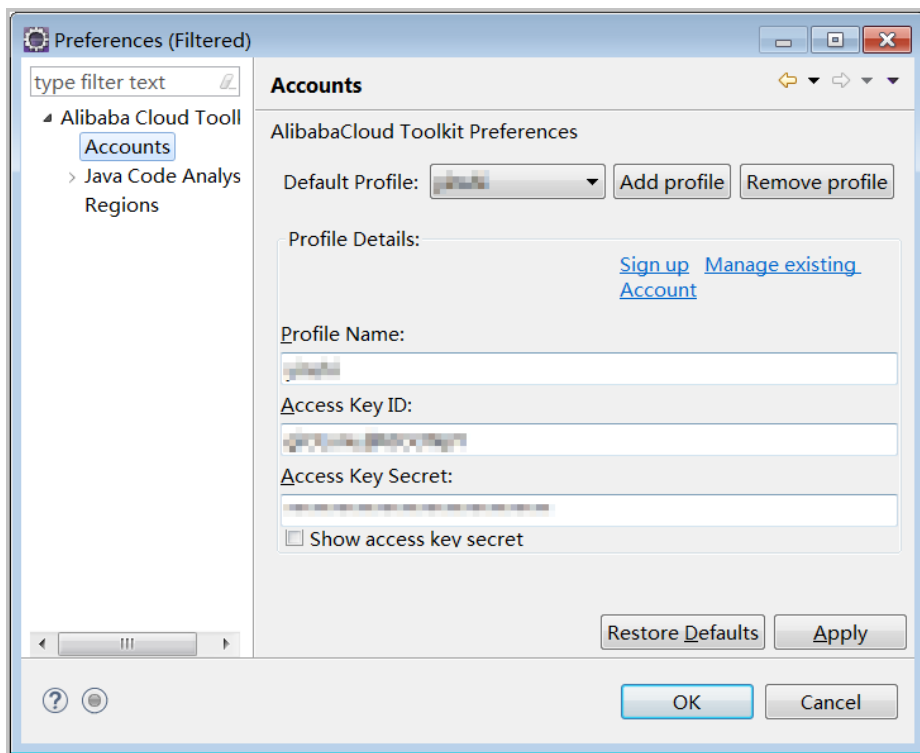 Preferences (Filtered)
type filter text
Alibaba Cloud Toolk
Accounts
Java Code Analys
Regions
Accounts
AlibabaCloud Toolkit Preferences
Default Profile:
Add profile
Remove profile
Profile Details:
Sign up Manage existing
Account
Profile Name:
Access Key ID:
Access Key Secret:
Show access key secret
Restore Defaults
Apply
OK
Cancel